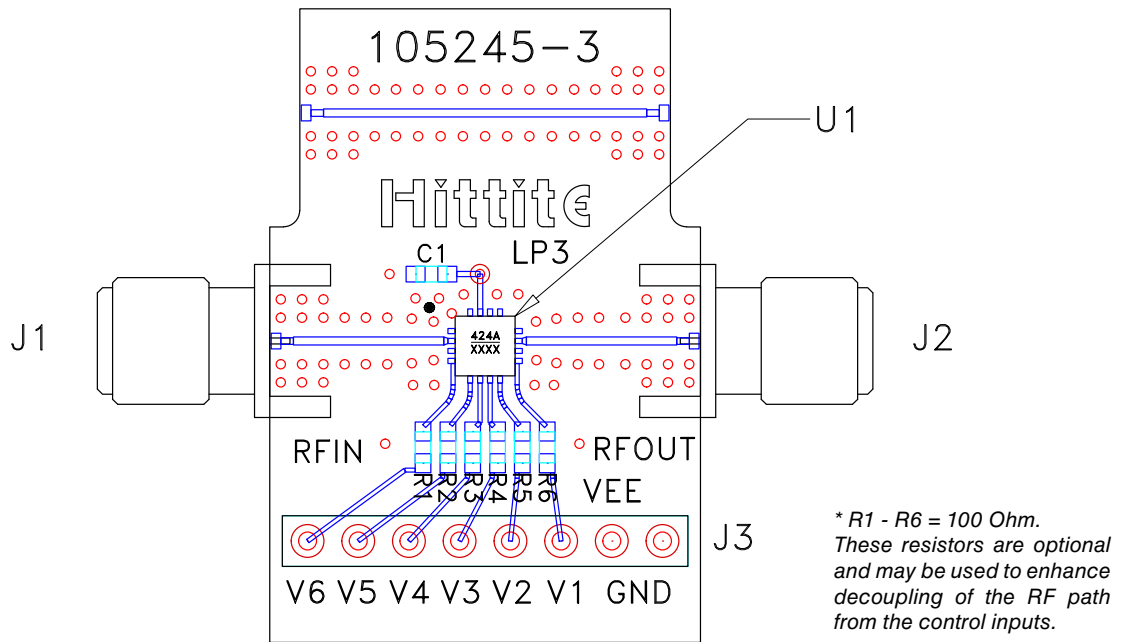 105245-3
U1
Hittite
C1
LP3
424A
XXXX
J1
J2
RFIN
RFOUT
R1
R2
R3
R4
R5
R6
VEE
J3
V6 V5 V4 V3 V2 V1 GND
* R1 - R6 = 100 Ohm.
These resistors are optional
and may be used to enhance
decoupling of the RF path
from the control inputs.